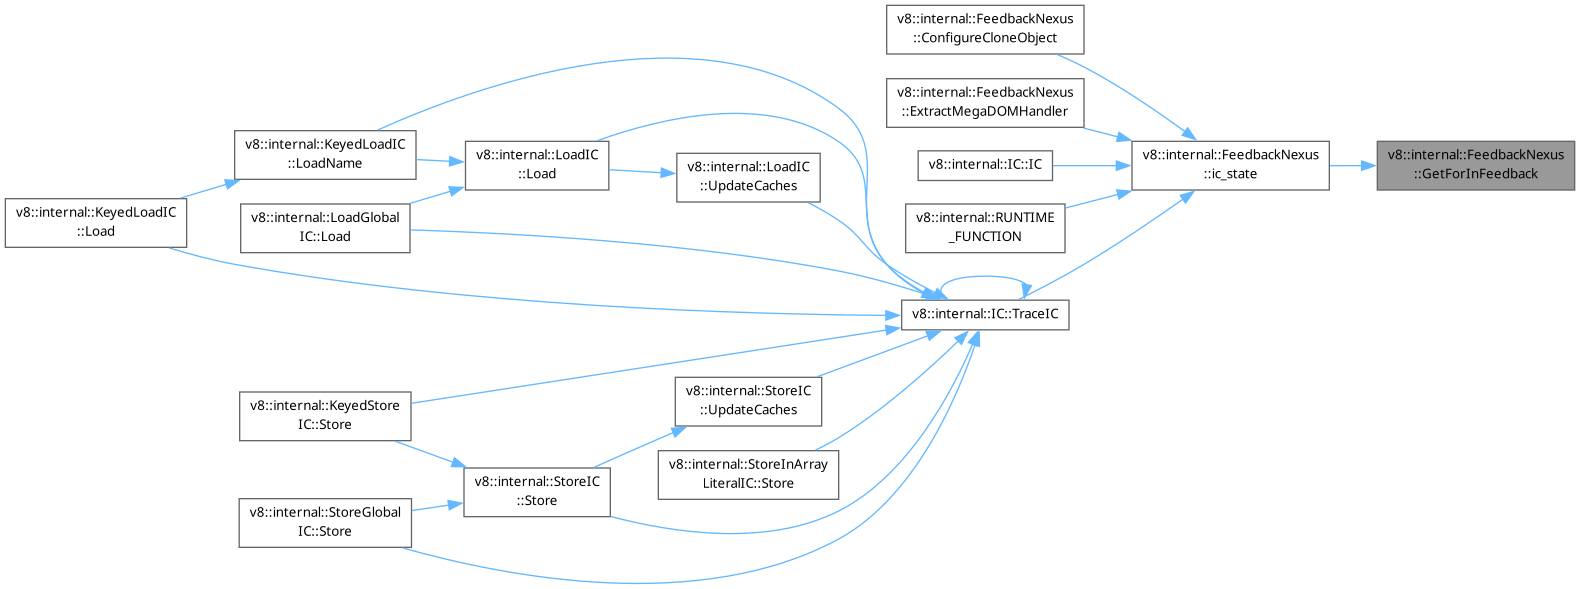 v8::internal::FeedbackNexus
::ConfigureCloneObject
v8::internal::FeedbackNexus
::ExtractMegaDOMHandler
v8::internal::KeyedLoadIC
::LoadName
v8::internal::LoadIC
::Load
v8::internal::LoadIC
::UpdateCaches
v8::internal::IC::IC
v8::internal::FeedbackNexus
::ic_state
v8::internal::FeedbackNexus
::GetForInFeedback
v8::internal::KeyedLoadIC
::Load
v8::internal::LoadGlobal
IC::Load
v8::internal::RUNTIME
_FUNCTION
v8::internal::IC::TraceIC
v8::internal::KeyedStore
IC::Store
v8::internal::StoreIC
::UpdateCaches
v8::internal::StoreInArray
LiteralIC::Store
v8::internal::StoreIC
::Store
v8::internal::StoreGlobal
IC::Store